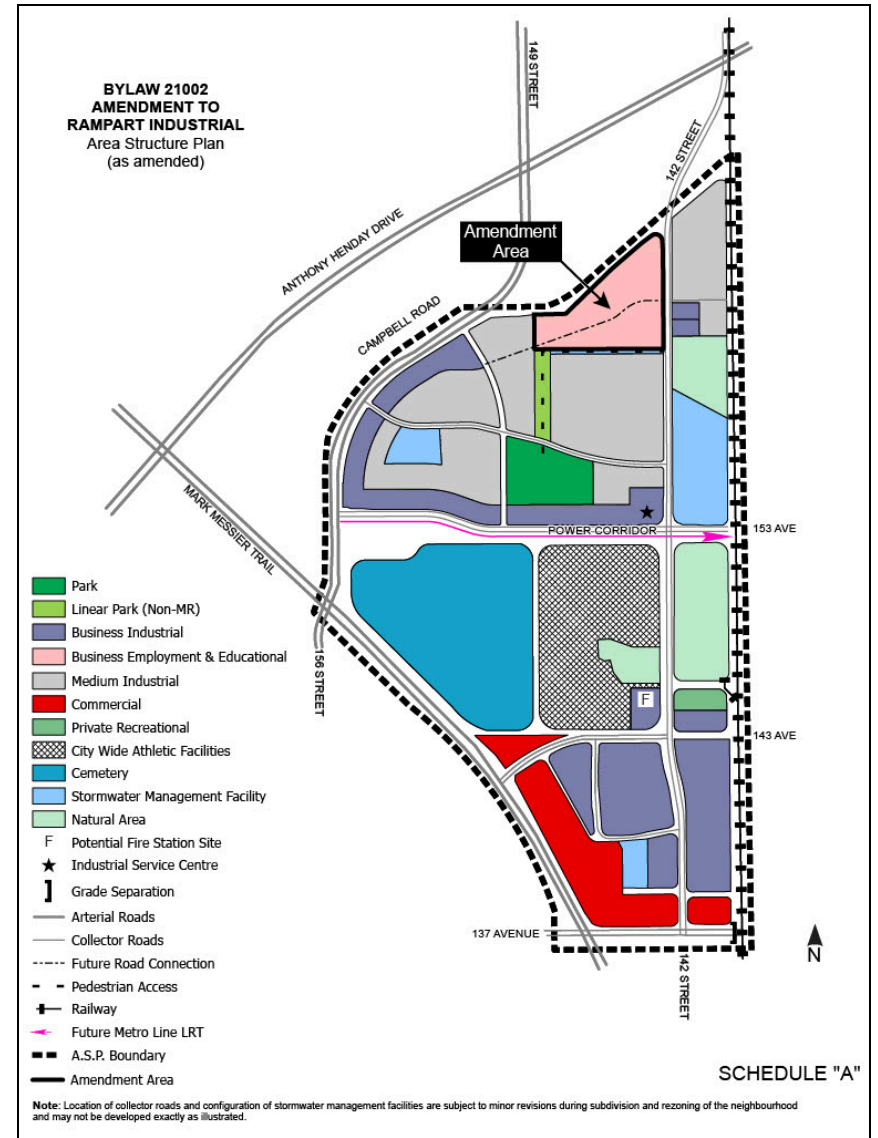 BYLAW 21002
AMENDMENT TO
RAMPART INDUSTRIAL
Area Structure Plan
(as amended)
149 STREET
142 STREET
ANTHONY HENDAY DRIVE
Amendment
Area
CAMPBELL ROAD
MARK MESSIER TRAIL
POWER CORRIDOR
153 AVE
156 STREET
F
143 AVE
137 AVENUE
142 STREET
N
Park
Linear Park (Non-MR)
Business Industrial
Business Employment & Educational
Medium Industrial
Commercial
Private Recreational
City Wide Athletic Facilities
Cemetery
Stormwater Management Facility
Natural Area
F Potential Fire Station Site
★ Industrial Service Centre
Grade Separation
Arterial Roads
Collector Roads
Future Road Connection
Pedestrian Access
Railway
Future Metro Line LRT
A.S.P. Boundary
Amendment Area
SCHEDULE "A"
Note: Location of collector roads and configuration of stormwater management facilities are subject to minor revisions during subdivision and rezoning of the neighbourhood
and may not be developed exactly as illustrated.